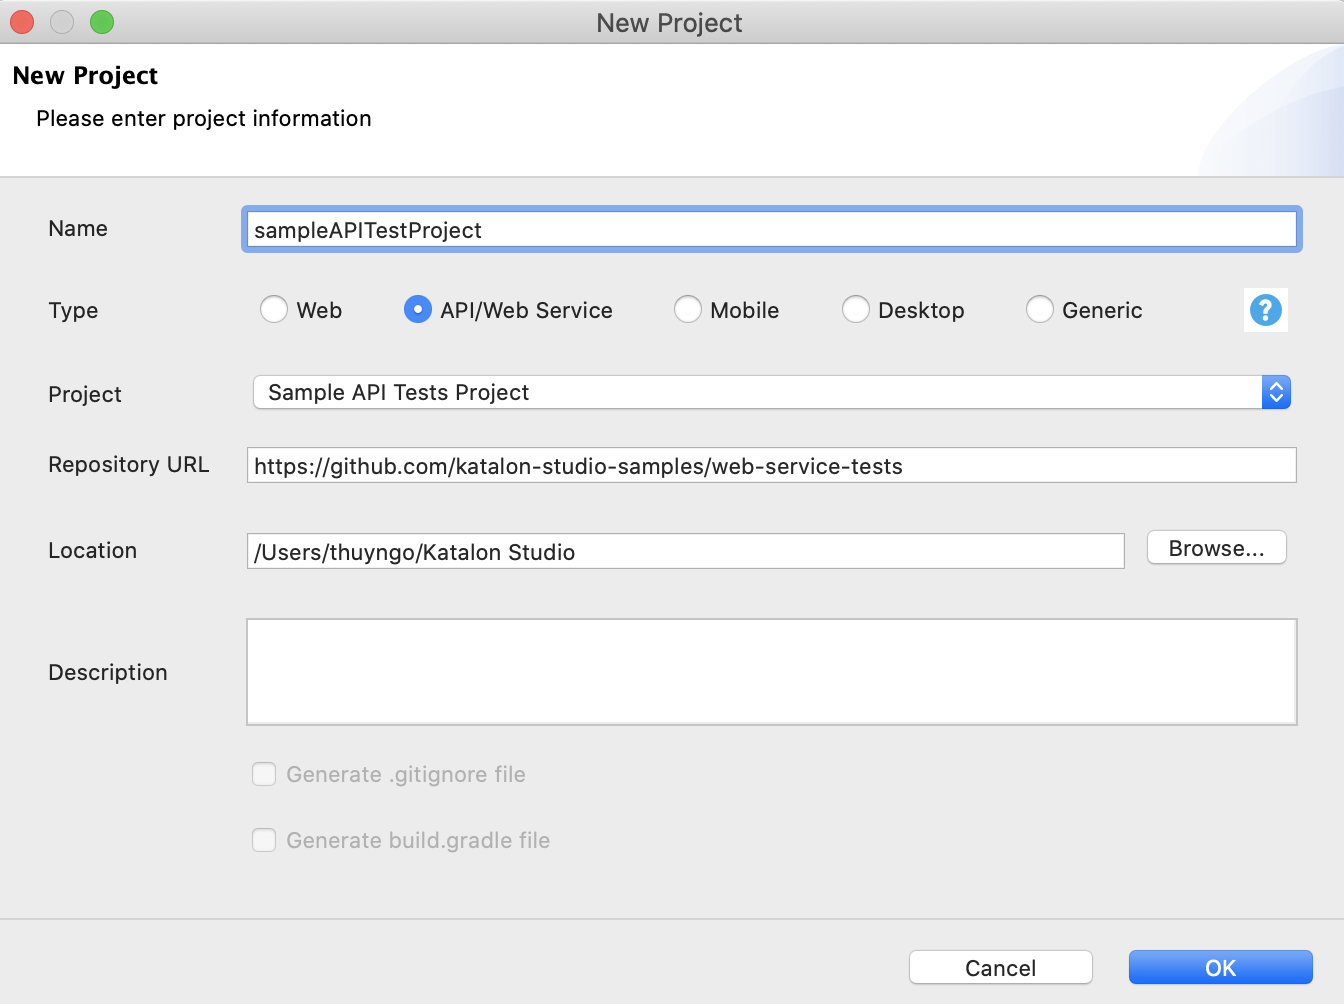 New Project
New Project
Please enter project information
Name sampleAPITestProject
Type Web API/Web Service Mobile Desktop Generic ?
Project Sample API Tests Project
Repository URL https://github.com/katalon-studio-samples/web-service-tests
Location /Users/thuyngo/Katalon Studio Browse...
Description
Generate .gitignore file
Generate build.gradle file
Cancel OK